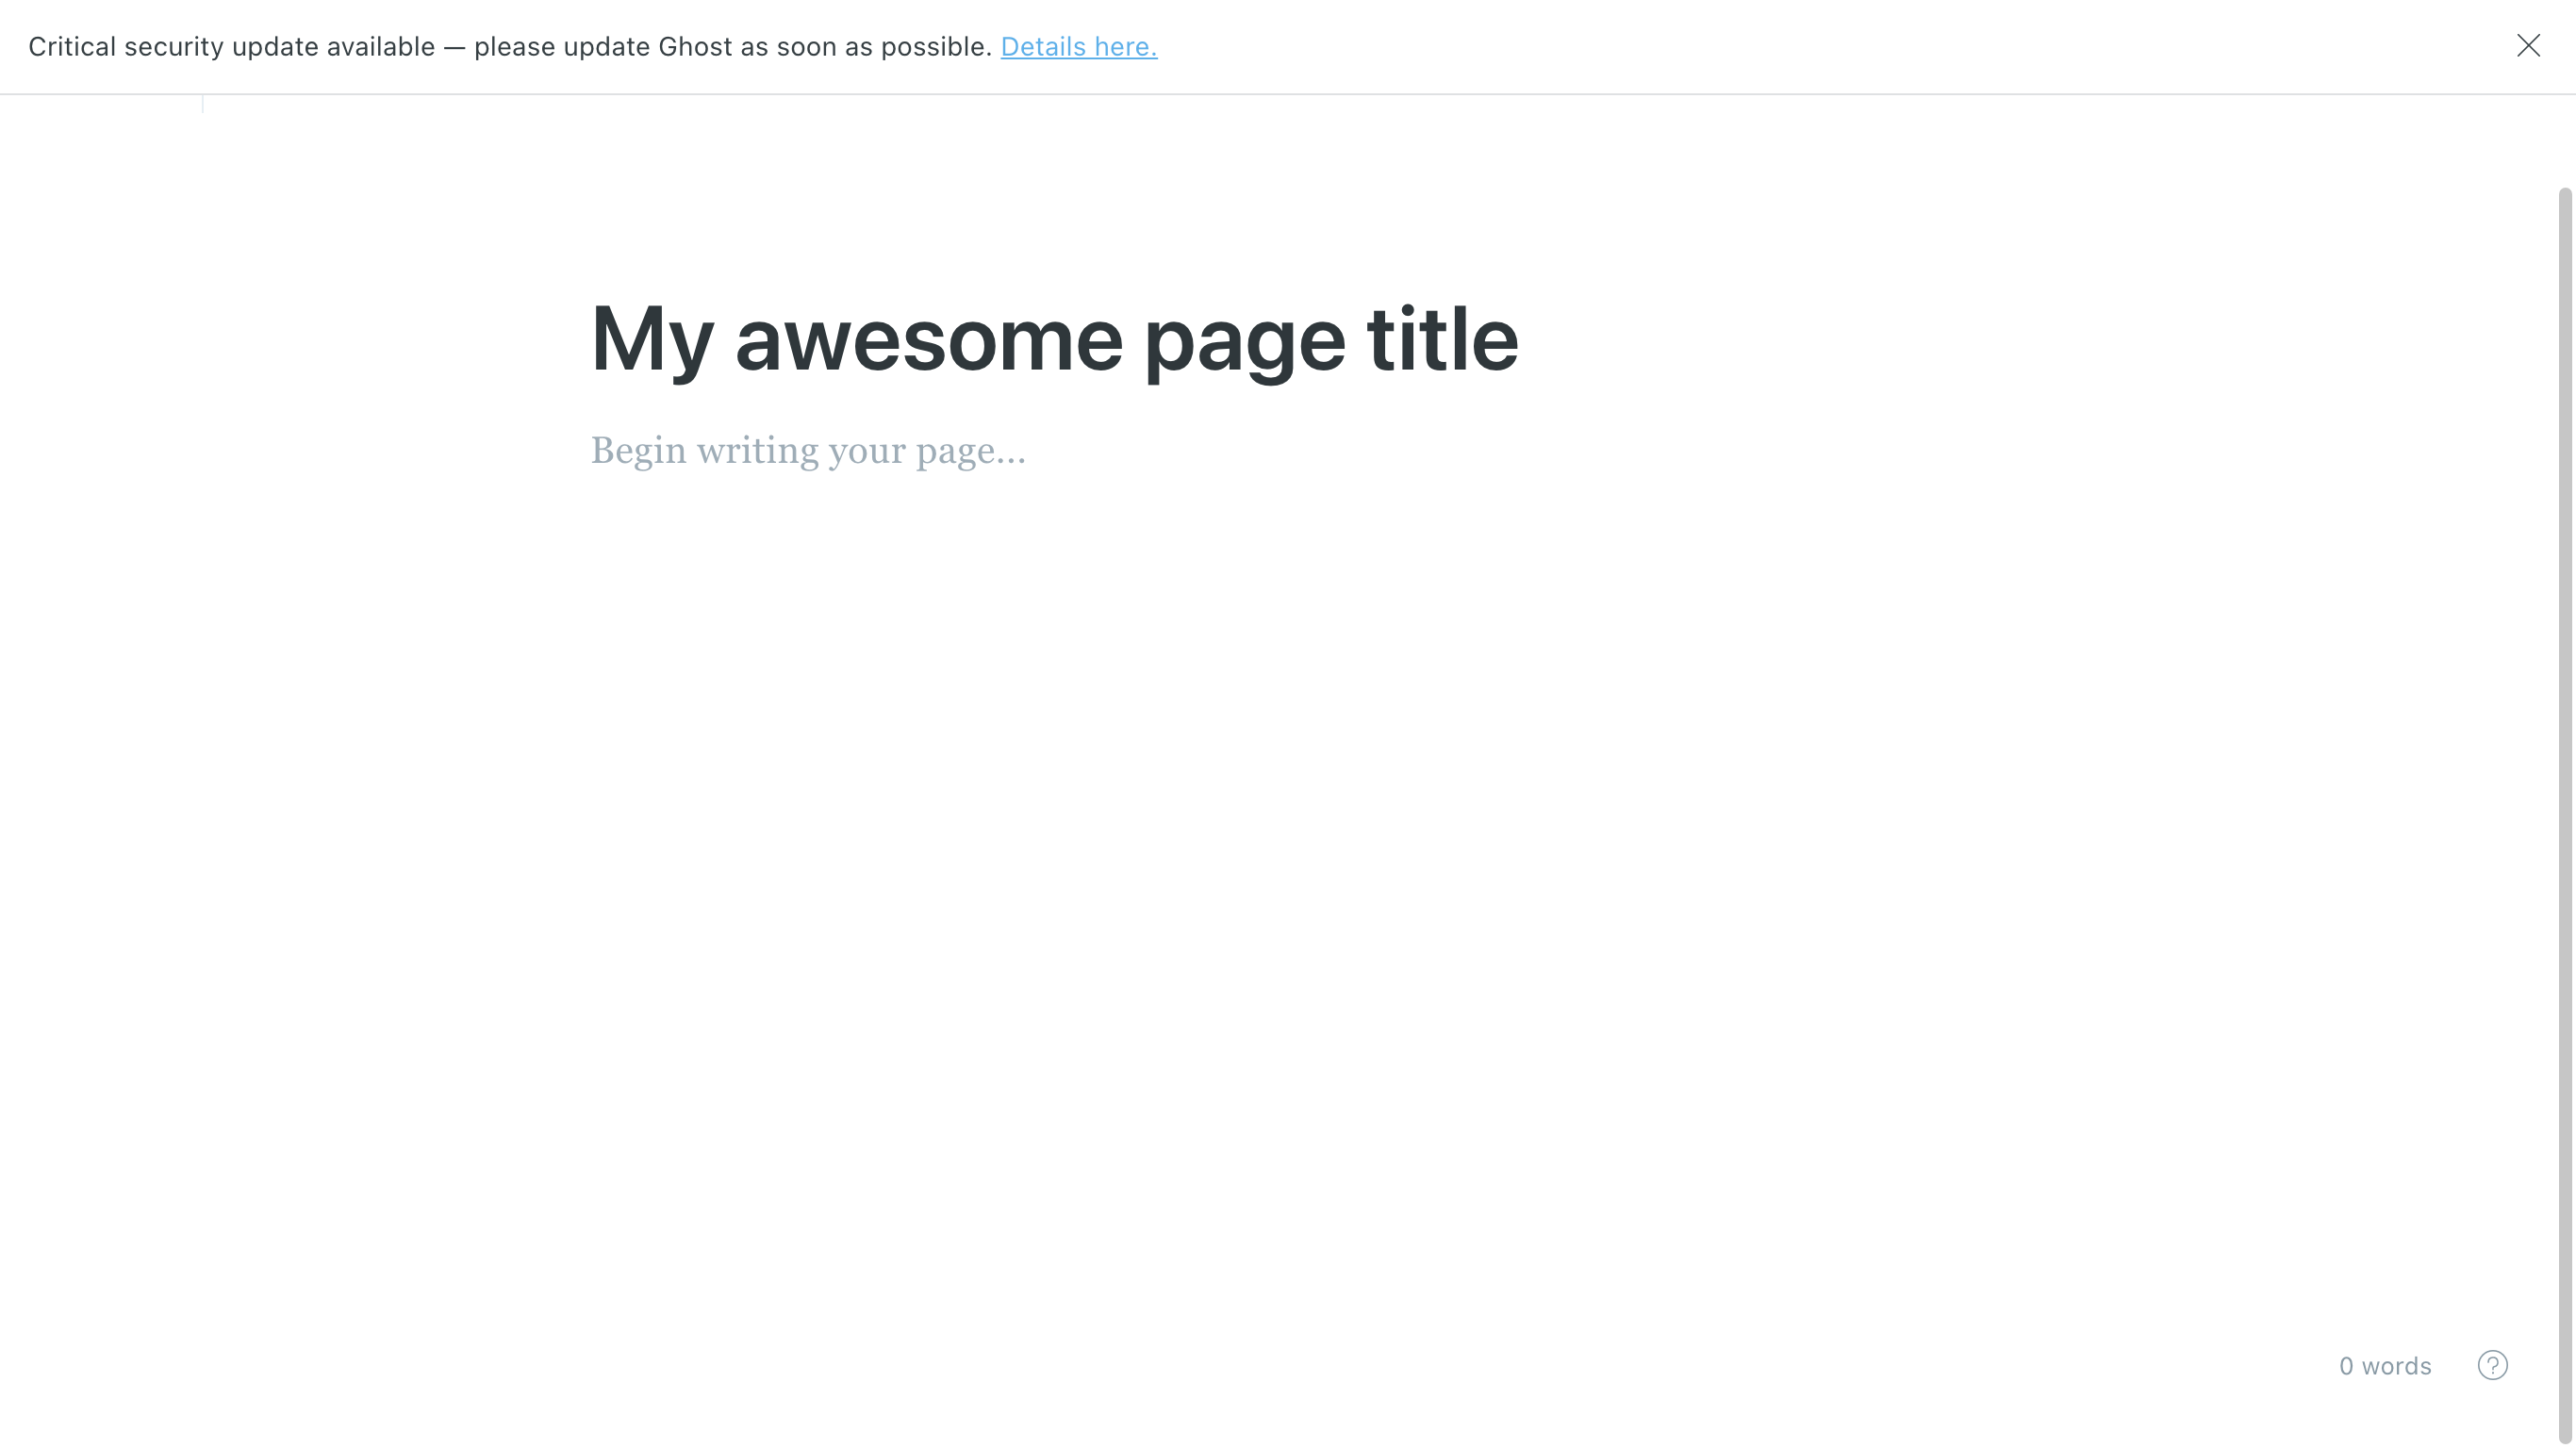 Critical security update available — please update Ghost as soon as possible. Details here.
My awesome page title
Begin writing your page...
0 words
?